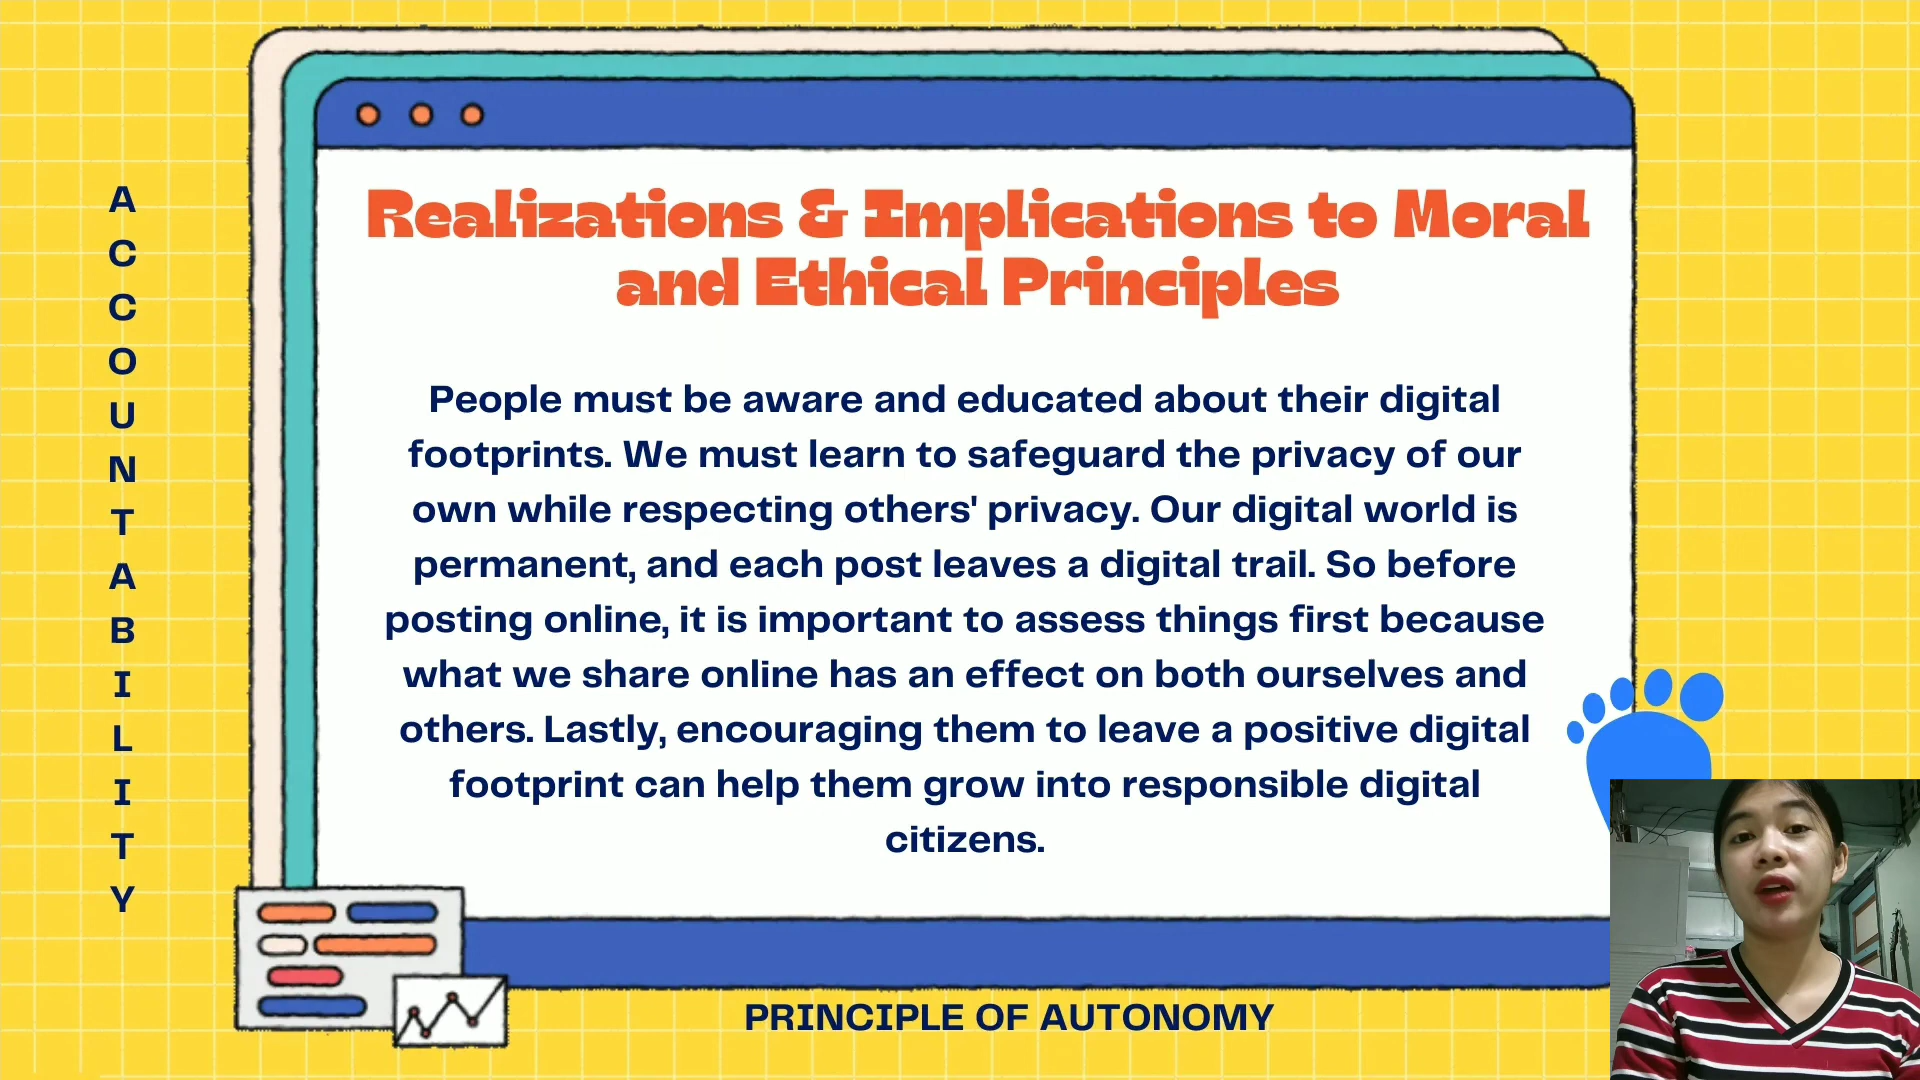 Realizations & Implications to Moral
and Ethical Principles
People must be aware and educated about their digital
footprints. We must learn to safeguard the privacy of our
own while respecting others' privacy. Our digital world is
permanent, and each post leaves a digital trail. So before
posting online, it is important to assess things first because
what we share online has an effect on both ourselves and
others. Lastly, encouraging them to leave a positive digital
footprint can help them grow into responsible digital
citizens.
ACCOUNTABILITY
PRINCIPLE OF AUTONOMY